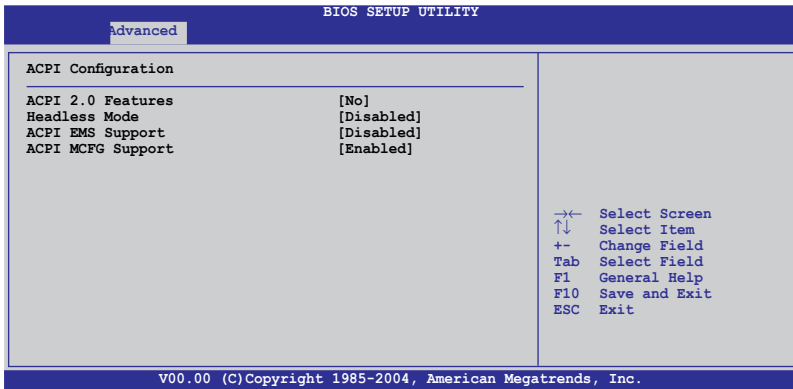 BIOS SETUP UTILITY
Advanced
ACPI Configuration
ACPI 2.0 Features [No]
Headless Mode [Disabled]
ACPI EMS Support [Disabled]
ACPI MCFG Support [Enabled]
→← Select Screen
↑↓ Select Item
+- Change Field
Tab Select Field
F1 General Help
F10 Save and Exit
ESC Exit
V00.00 (C)Copyright 1985-2004, American Megatrends, Inc.